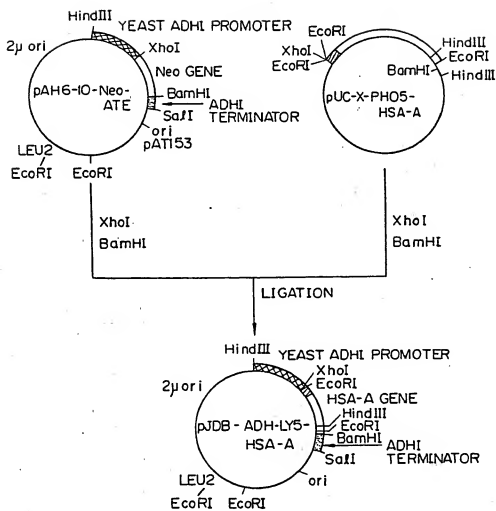 HindIII
YEAST ADHI PROMOTER
2μ ori
XhoI
Neo GENE
pAH6-10-Neo-
ATE
BamHI
ADHI
TERMINATOR
SalI
ori
pAT153
LEU2
EcoRI
EcoRI
EcoRI
XhoI
EcoRI
HindIII
EcoRI
BamHI
HindIII
pUC-X-PHO5-
HSA-A
XhoI
BamHI
XhoI
BamHI
LIGATION
HindIII
YEAST ADHI PROMOTER
XhoI
EcoRI
2μori
HSA-A GENE
HindIII
EcoRI
pJDB-ADH-LY5-
HSA-A
BamHI
ADHI
TERMINATOR
SalI
LEU2
ori
EcoRI
EcoRI